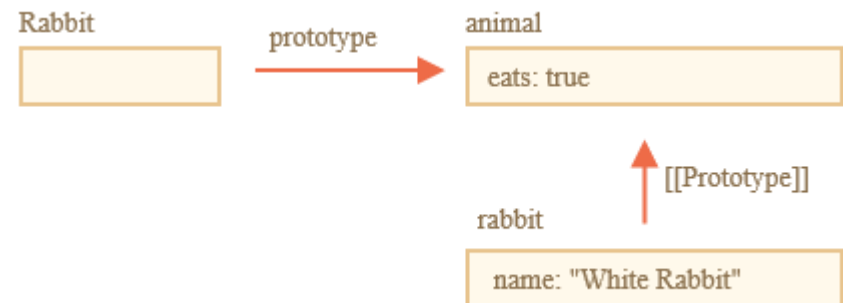 Rabbit
prototype
animal
eats: true
[[Prototype]]
rabbit
name: "White Rabbit"